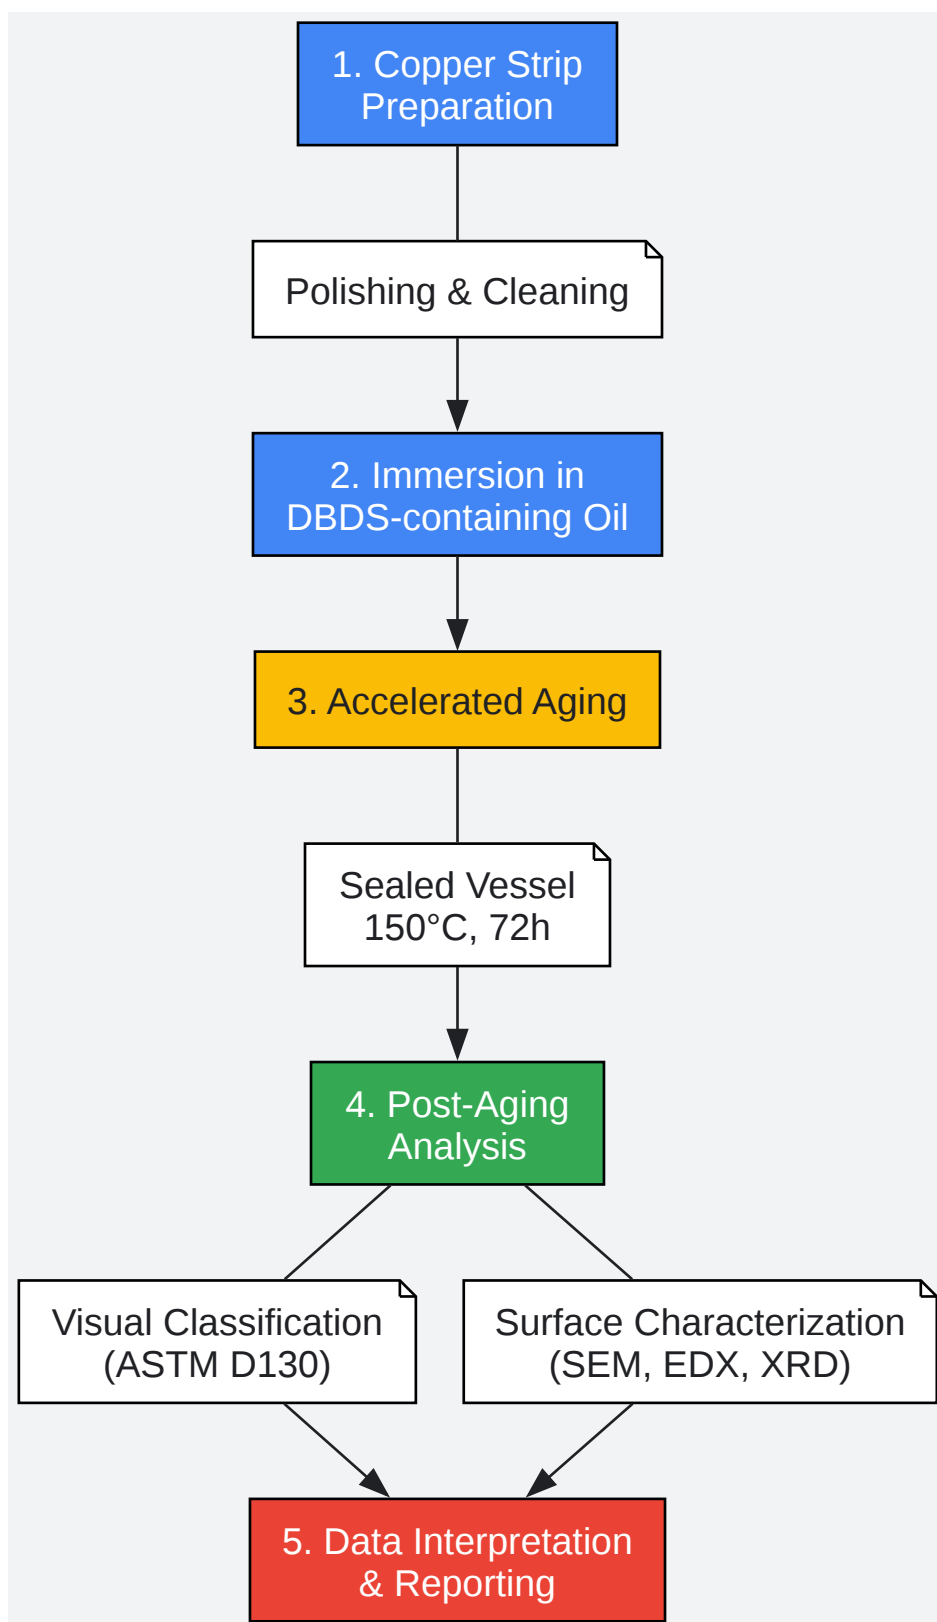 1. Copper Strip
Preparation
Polishing & Cleaning
2. Immersion in
DBDS-containing Oil
3. Accelerated Aging
Sealed Vessel
150°C, 72h
4. Post-Aging
Analysis
Visual Classification
(ASTM D130)
Surface Characterization
(SEM, EDX, XRD)
5. Data Interpretation
& Reporting